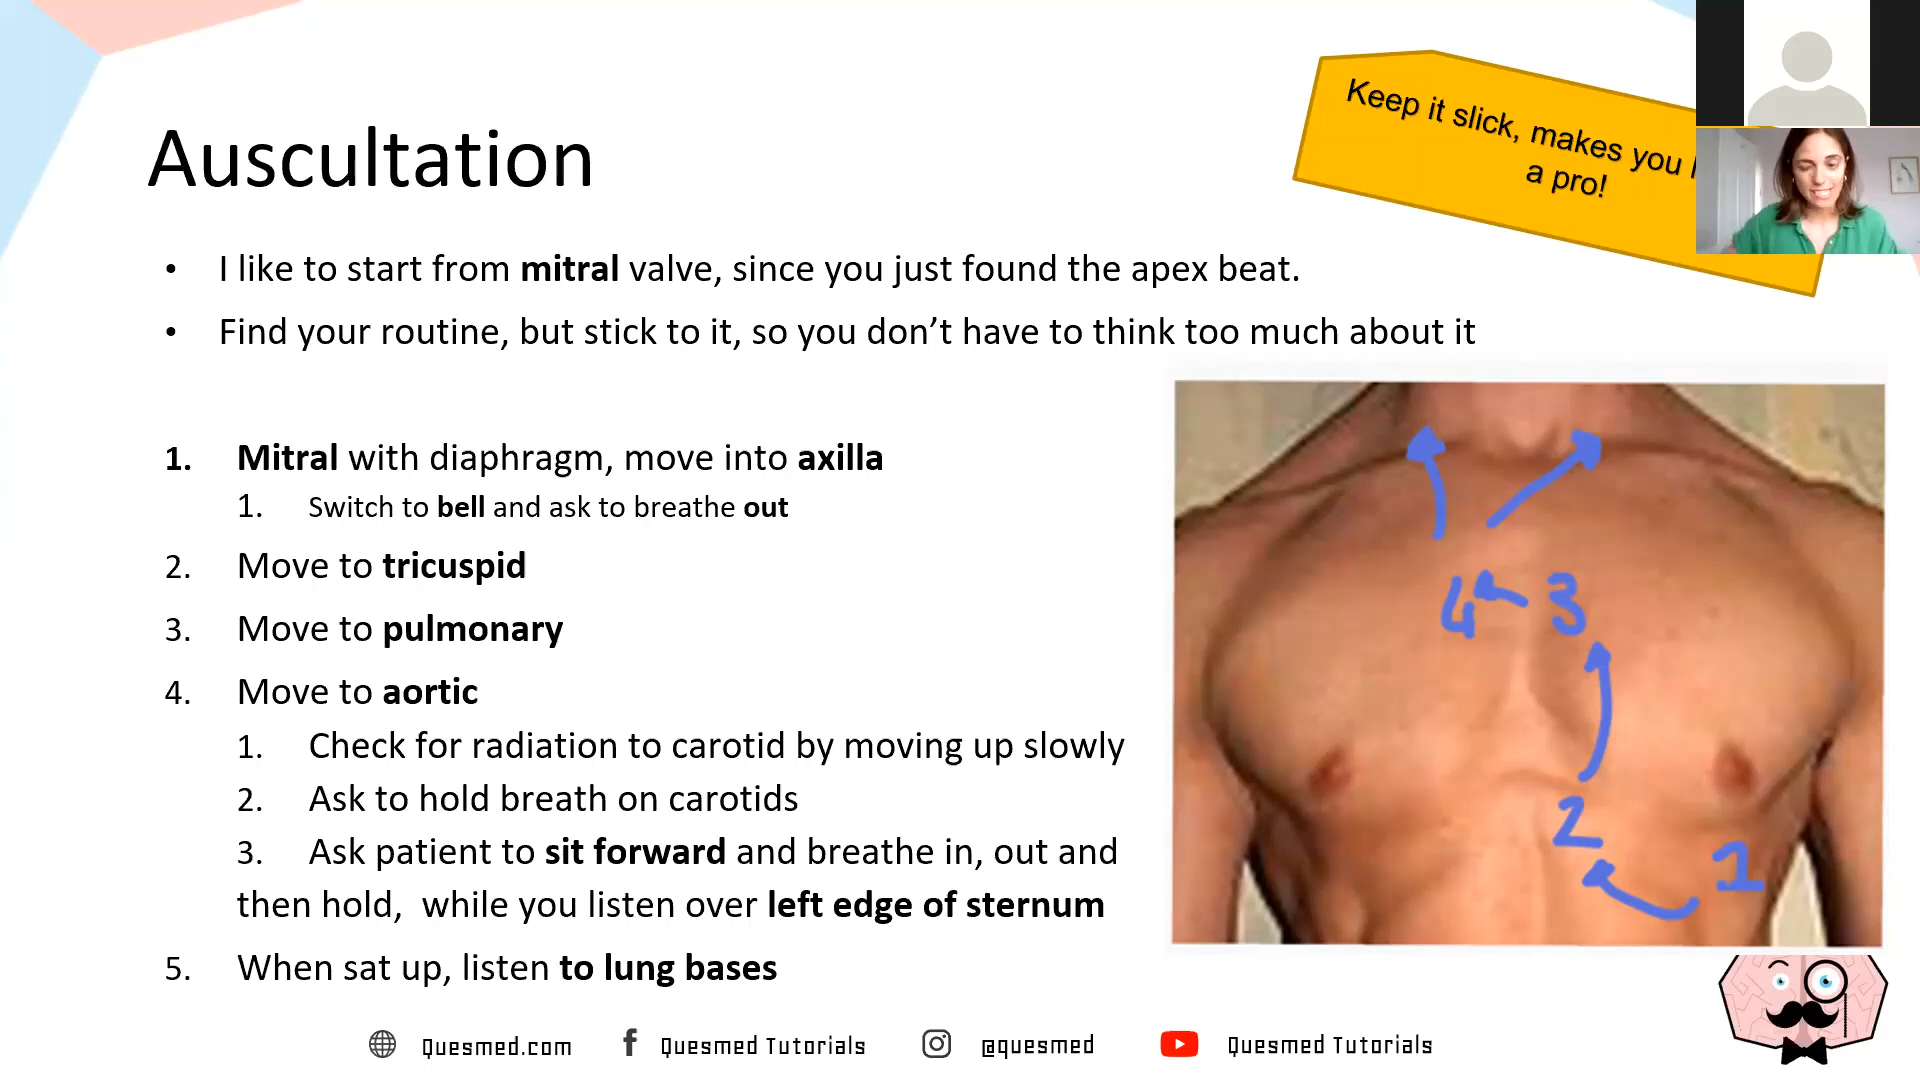 Auscultation
Keep it slick, makes you
a pro!
• I like to start from mitral valve, since you just found the apex beat.
• Find your routine, but stick to it, so you don’t have to think too much about it
1. Mitral with diaphragm, move into axilla
1. Switch to bell and ask to breathe out
2. Move to tricuspid
3. Move to pulmonary
4. Move to aortic
1. Check for radiation to carotid by moving up slowly
2. Ask to hold breath on carotids
3. Ask patient to sit forward and breathe in, out and
then hold, while you listen over left edge of sternum
5. When sat up, listen to lung bases
4 3
2
1
Quesmed.com
Quesmed Tutorials
@quesmed
Quesmed Tutorials